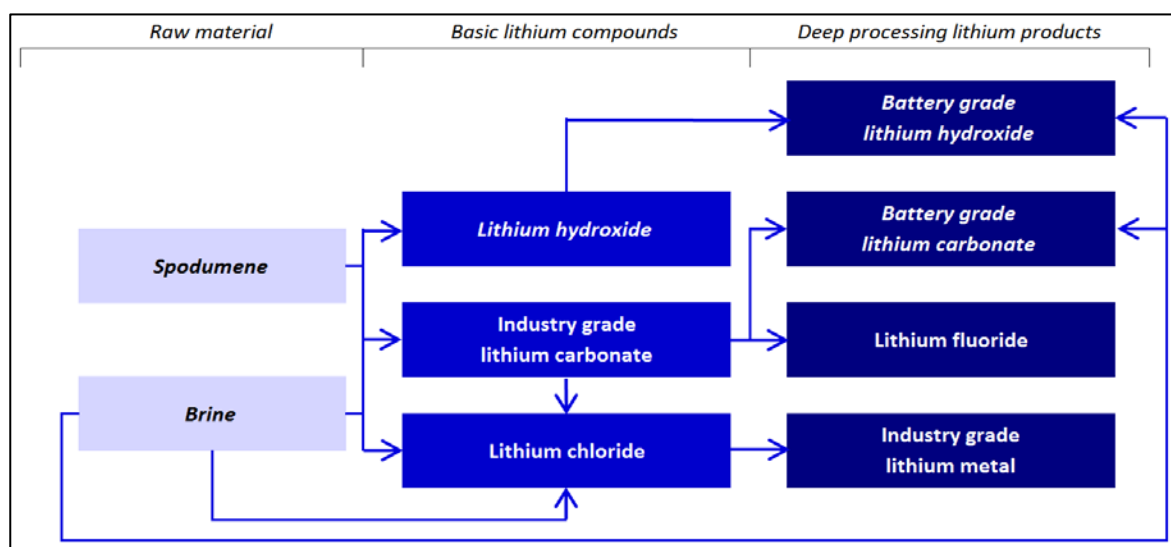 Raw material
Basic lithium compounds
Deep processing lithium products
Battery grade
lithium hydroxide
Lithium hydroxide
Battery grade
lithium carbonate
Spodumene
Industry grade
lithium carbonate
Lithium fluoride
Brine
Lithium chloride
Industry grade
lithium metal